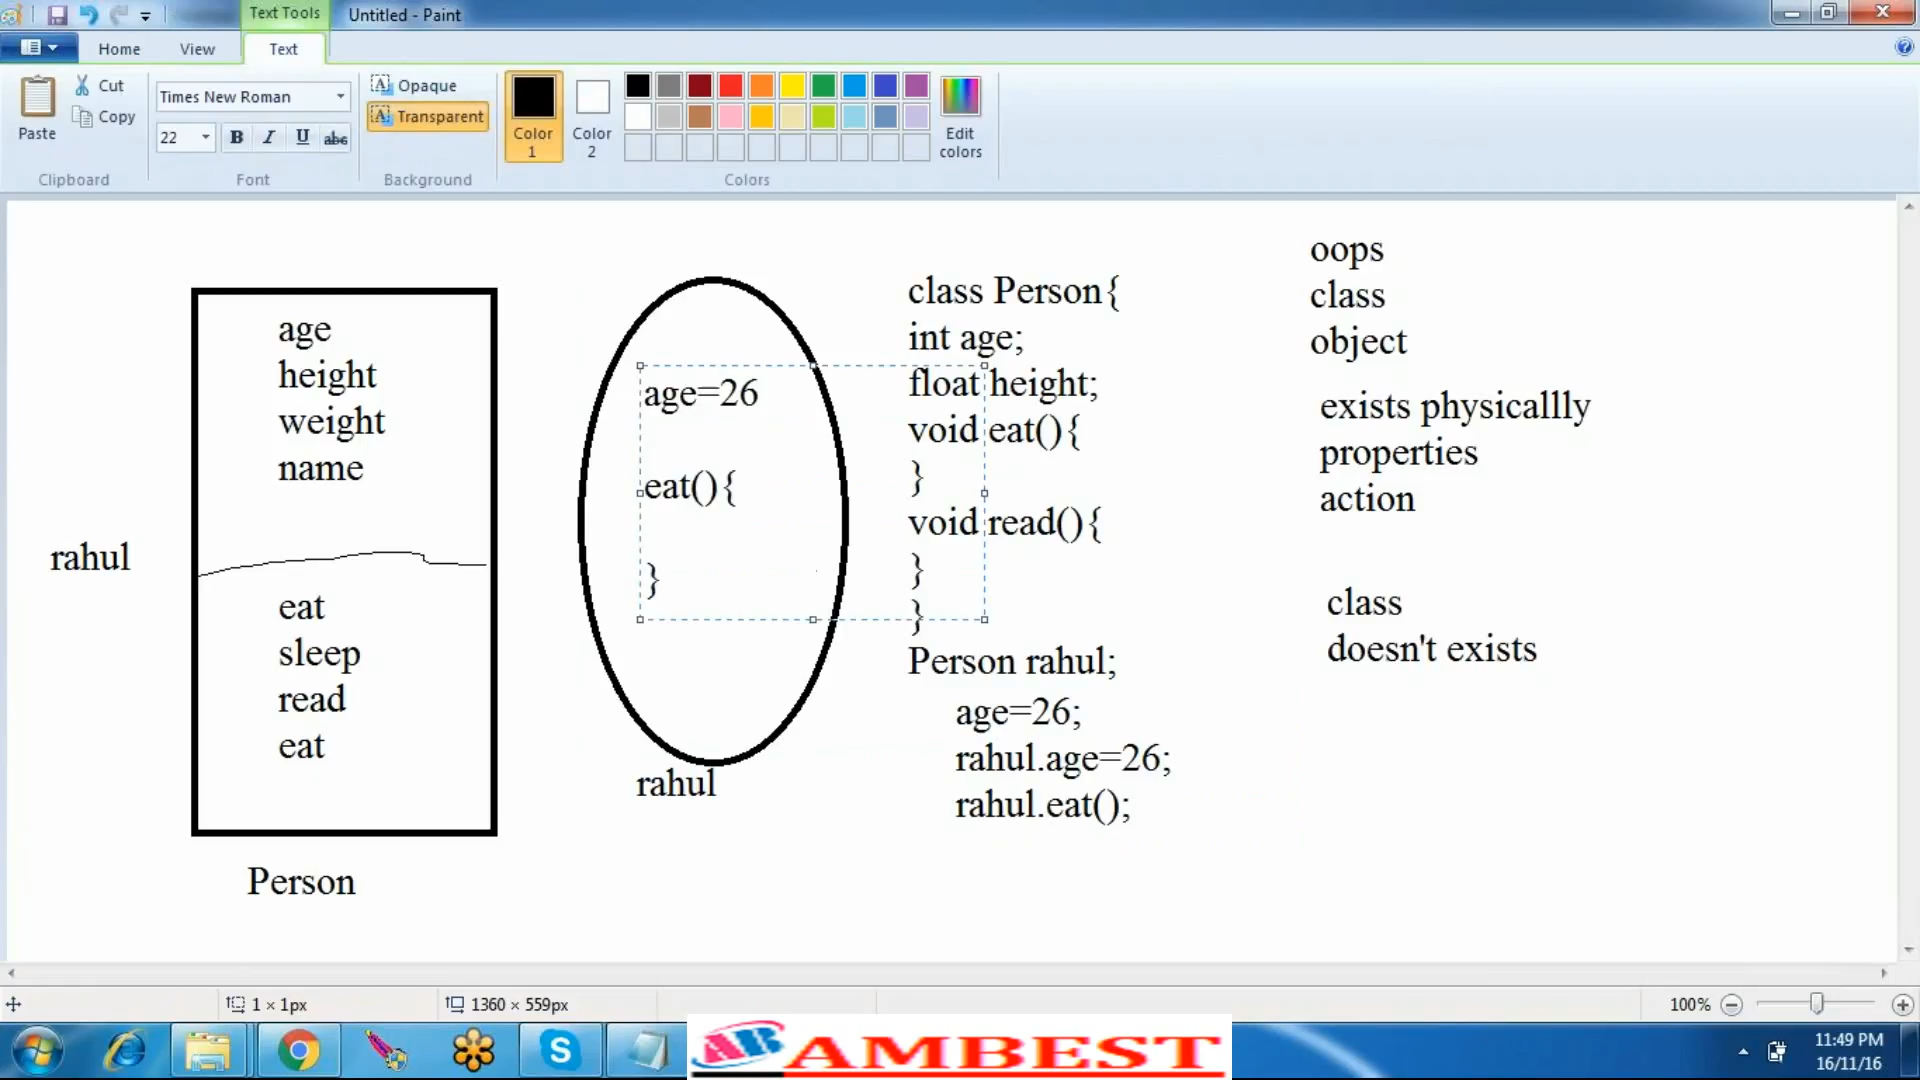 Text Tools
Untitled - Paint
Home
View
Text
Paste
Cut
Copy
Clipboard
Times New Roman
22
B
I
U
abc
Font
Opaque
Transparent
Background
Color
1
Color
2
Edit
colors
Colors
rahul
age
height
weight
name
eat
sleep
read
eat
Person
age=26
eat(){
}
rahul
class Person{
int age;
float height;
void eat(){
}
void read(){
}
}
Person rahul;
age=26;
rahul.age=26;
rahul.eat();
oops
class
object
exists physicallly
properties
action
class
doesn't exists
1 × 1px
1360 × 559px
100%
AMBEST
11:49 PM
16/11/16